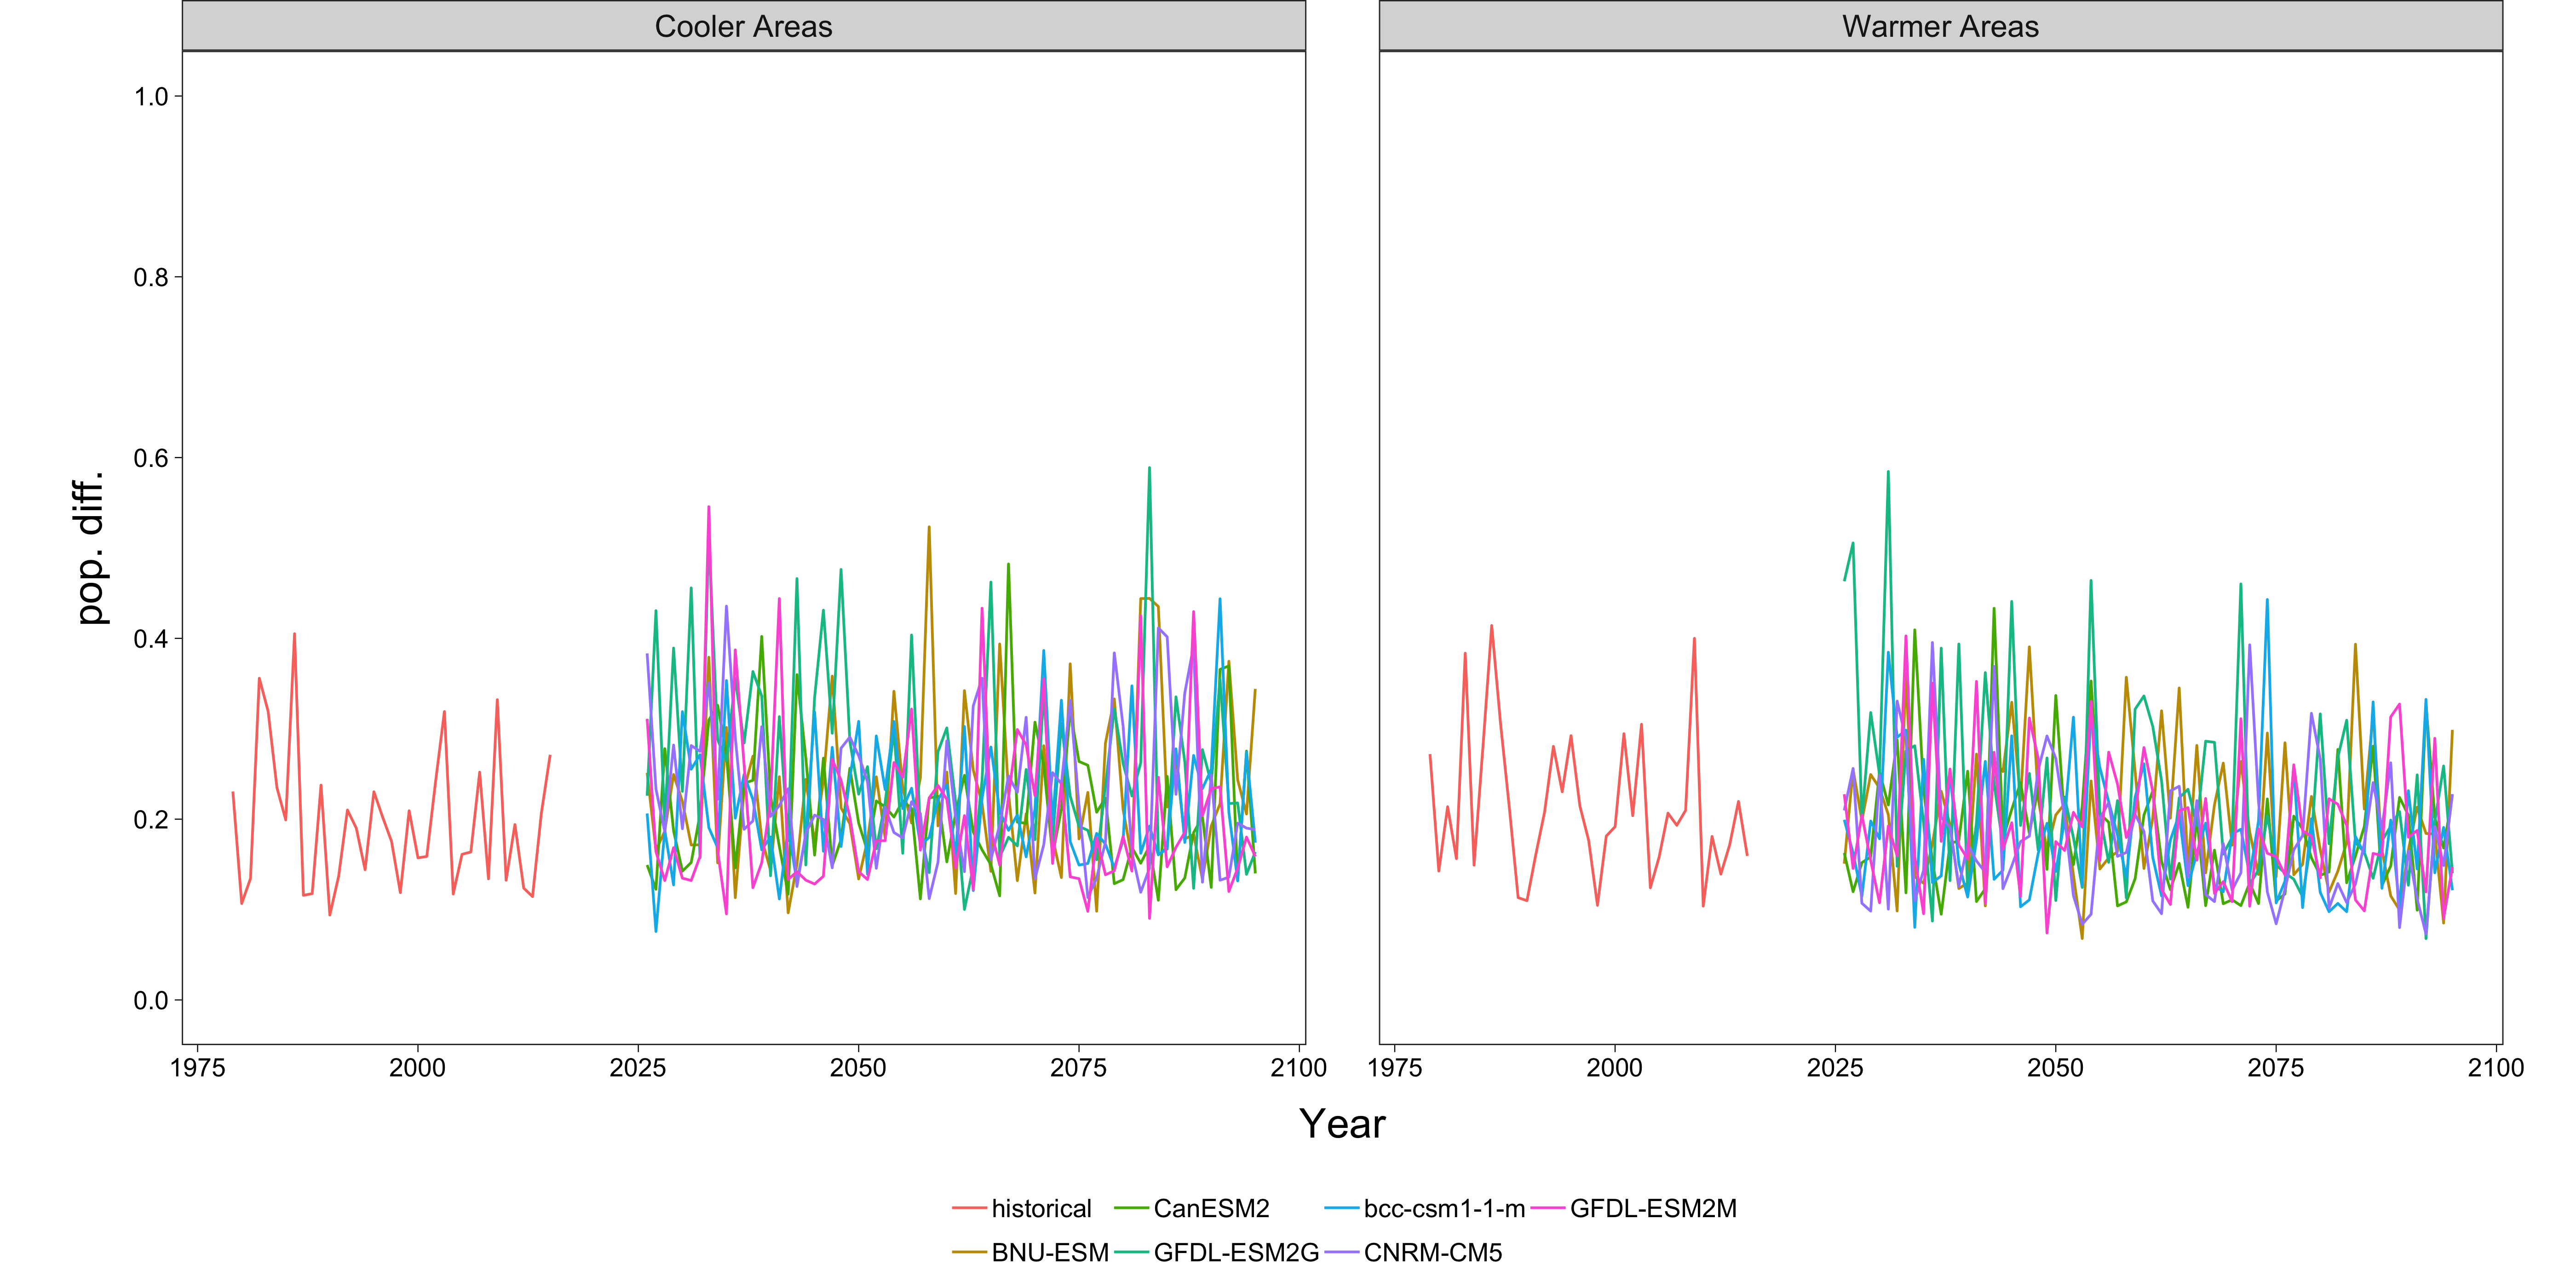 Cooler Areas
Warmer Areas
pop. diff.
1.0
0.8
0.6
0.4
0.2
0.0
1975 2000 2025 2050 2075 2100
1975 2000 2025 2050 2075 2100
Year
historical CanESM2 bcc-csm1-1-m GFDL-ESM2M
BNU-ESM GFDL-ESM2G CNRM-CM5